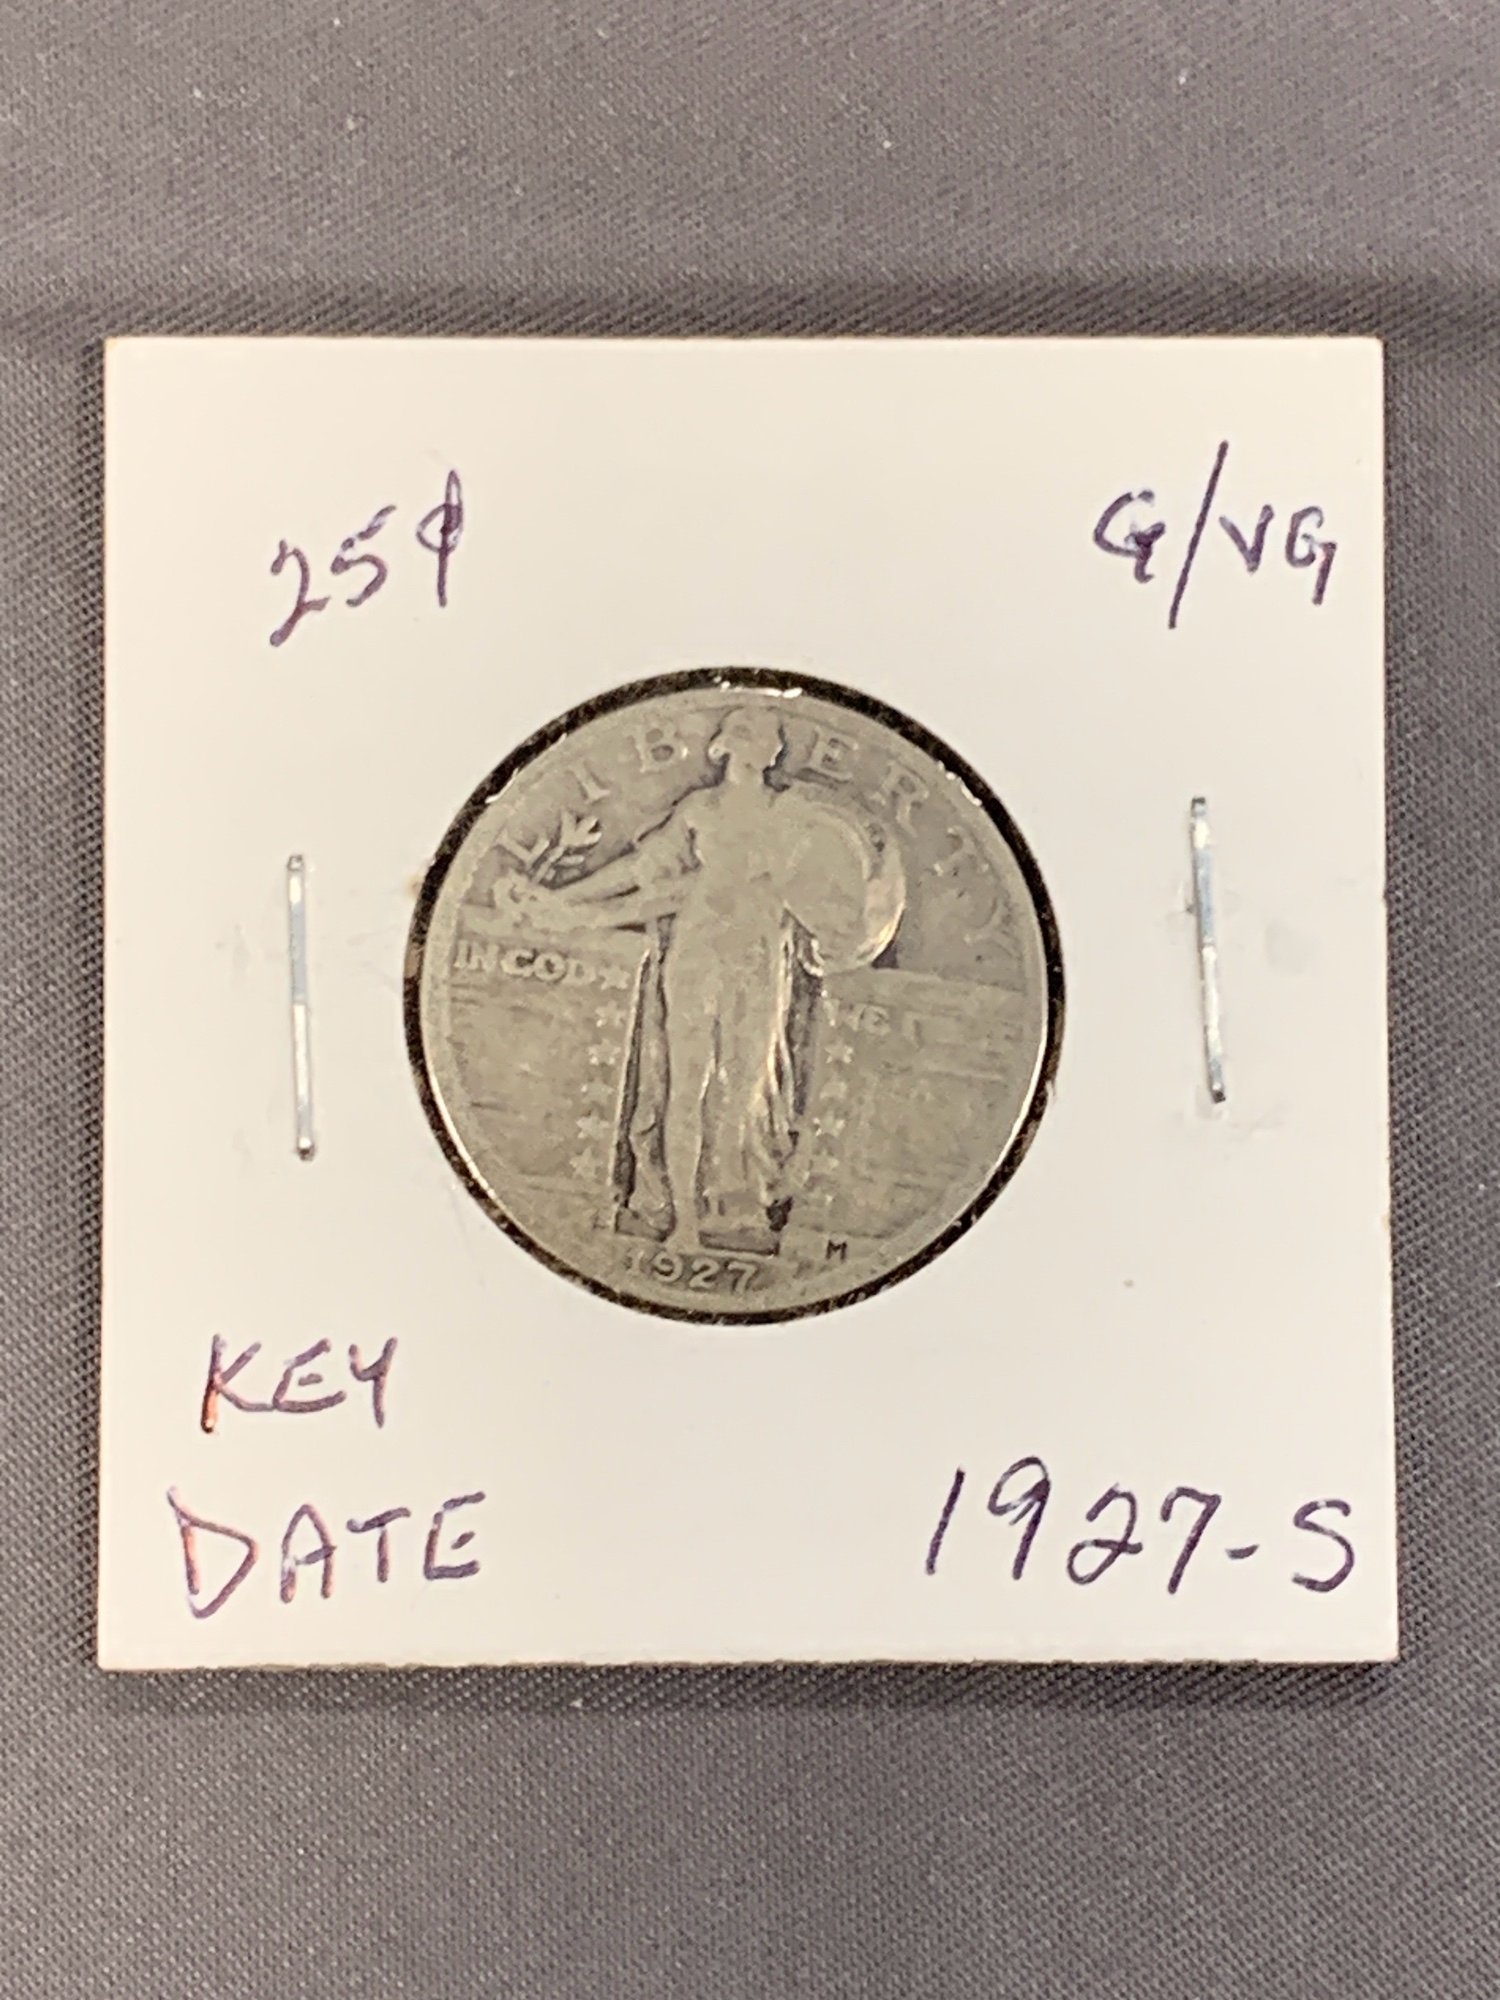 25¢
G/VG
LIBERTY
IN GOD WE
1927
M
KEY
DATE
1927-S